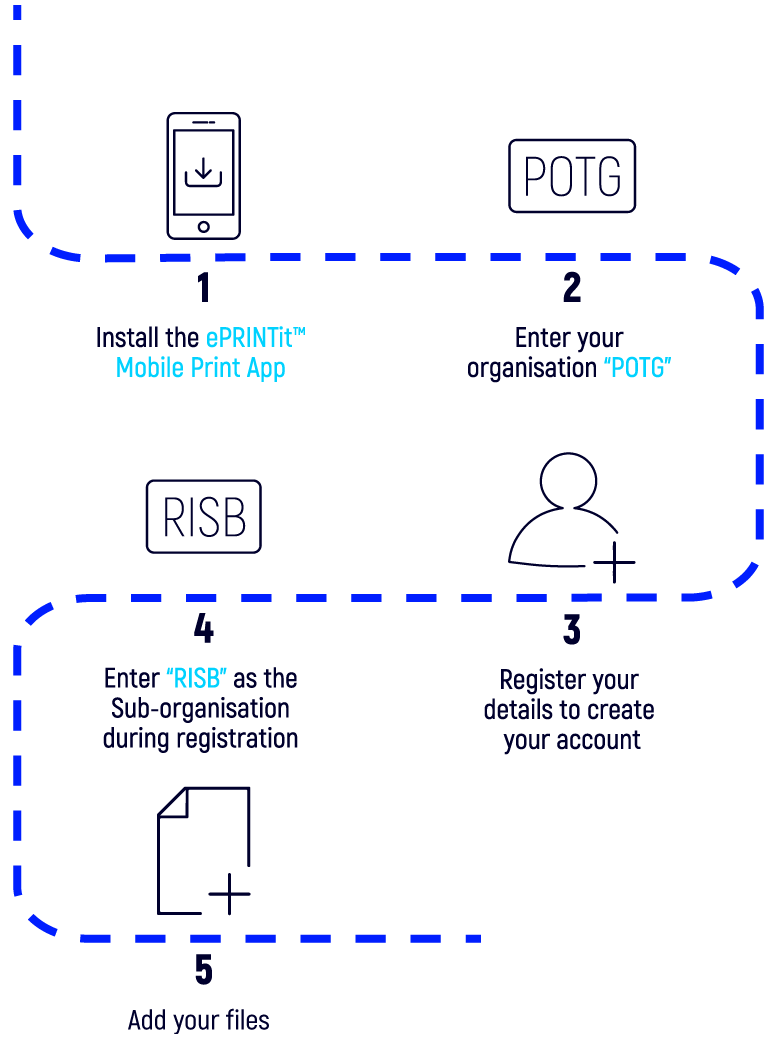 POTG
1
Install the ePRINTit™
Mobile Print App
2
Enter your
organisation “POTG”
3
Register your
details to create
your account
RISB
4
Enter “RISB” as the
Sub-organisation
during registration
5
Add your files